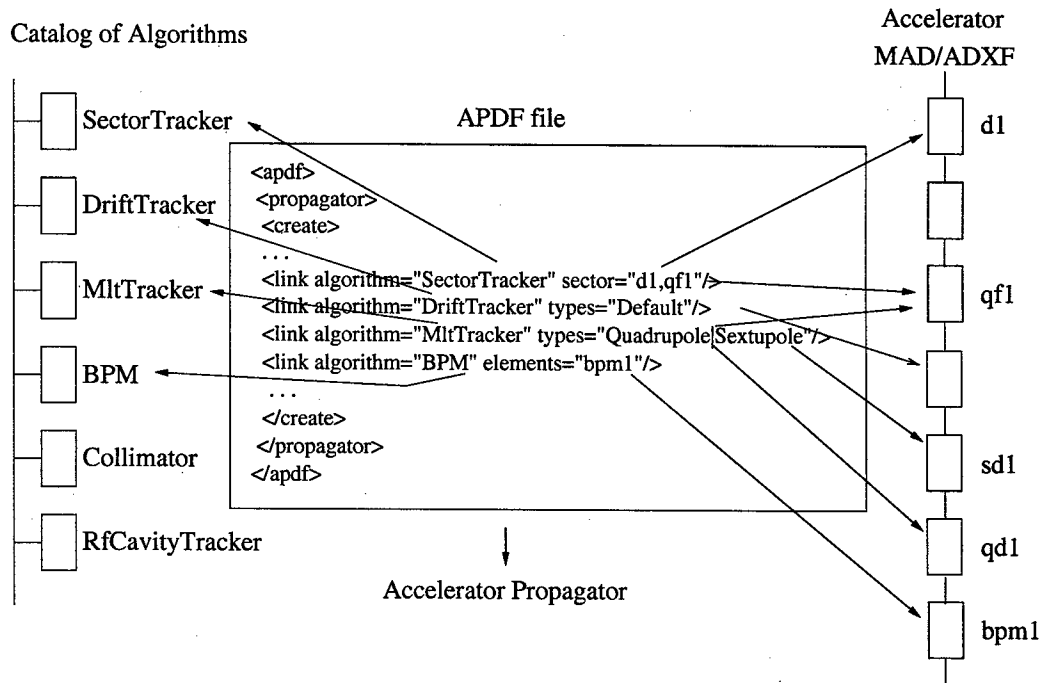 Catalog of Algorithms
SectorTracker
DriftTracker
MltTracker
BPM
Collimator
RfCavityTracker
APDF file
<apdf>
<propagator>
<create>
. . .
<link algorithm="SectorTracker" sector="d1,qf1"/>
<link algorithm="DriftTracker" types="Default"/>
<link algorithm="MltTracker" types="Quadrupole|Sextupole"/>
<link algorithm="BPM" elements="bpm1"/>
. . .
</create>
</propagator>
</apdf>
Accelerator Propagator
Accelerator
MAD/ADXF
d1
qf1
sd1
qd1
bpm1